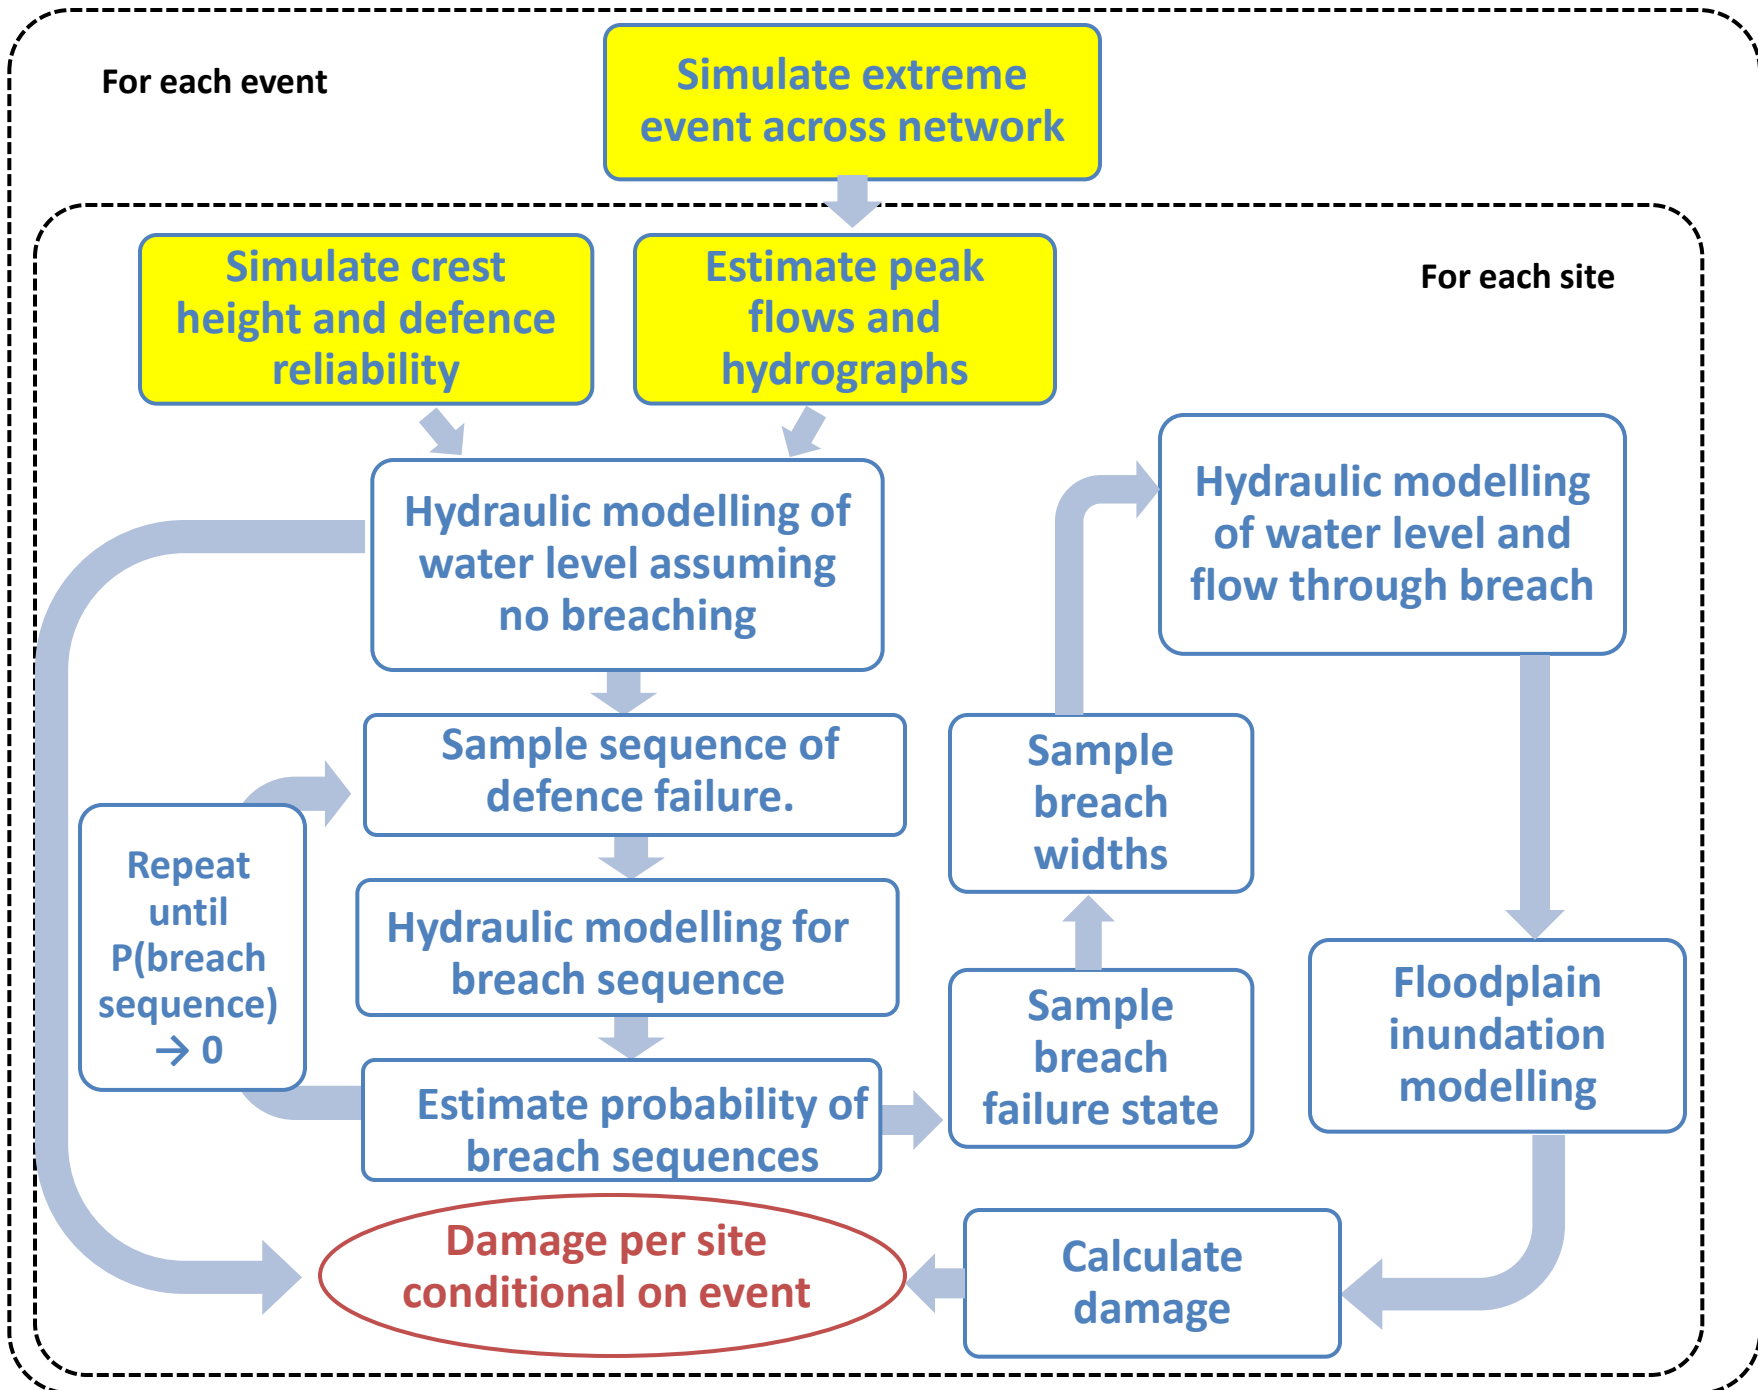 For each event
Simulate extreme
event across network
For each site
Simulate crest
height and defence
reliability
Estimate peak
flows and
hydrographs
Hydraulic modelling of
water level assuming
no breaching
Hydraulic modelling
of water level and
flow through breach
Sample sequence of
defence failure.
Sample
breach
widths
Repeat
until
P(breach
sequence)
→ 0
Hydraulic modelling for
breach sequence
Sample
breach
failure state
Floodplain
inundation
modelling
Estimate probability of
breach sequences
Damage per site
conditional on event
Calculate
damage